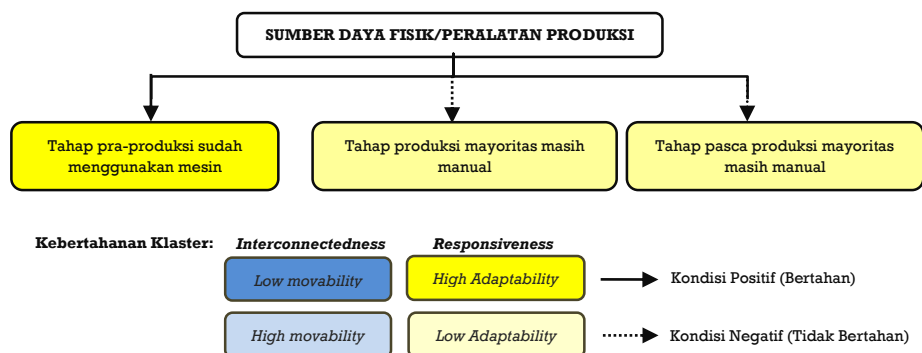 SUMBER DAYA FISIK/PERALATAN PRODUKSI
Tahap pra-produksi sudah
menggunakan mesin
Tahap produksi mayoritas masih
manual
Tahap pasca produksi mayoritas
masih manual
Kebertahanan Klaster: Interconnectedness Responsiveness
Low movability High Adaptability Kondisi Positif (Bertahan)
High movability Low Adaptability Kondisi Negatif (Tidak Bertahan)